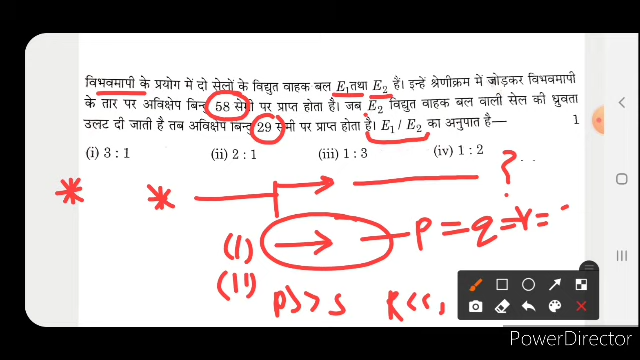 विभवमापी के प्रयोग में दो सेलों के विद्युत वाहक बल E₁ तथा E₂ हैं। इन्हें श्रेणीक्रम में जोड़कर विभवमापी
के तार पर अविक्षेप बिन्दु 58 सेमी पर प्राप्त होता है। जब E₂ विद्युत वाहक बल वाली सेल की ध्रुवता
उलट दी जाती है तब अविक्षेप बिन्दु 29 सेमी पर प्राप्त होता है। E₁ / E₂ का अनुपात है— 1
(i) 3 : 1 (ii) 2 : 1 (iii) 1 : 3 (iv) 1 : 2
?
(1) P = q = r =
(11)
PowerDirector